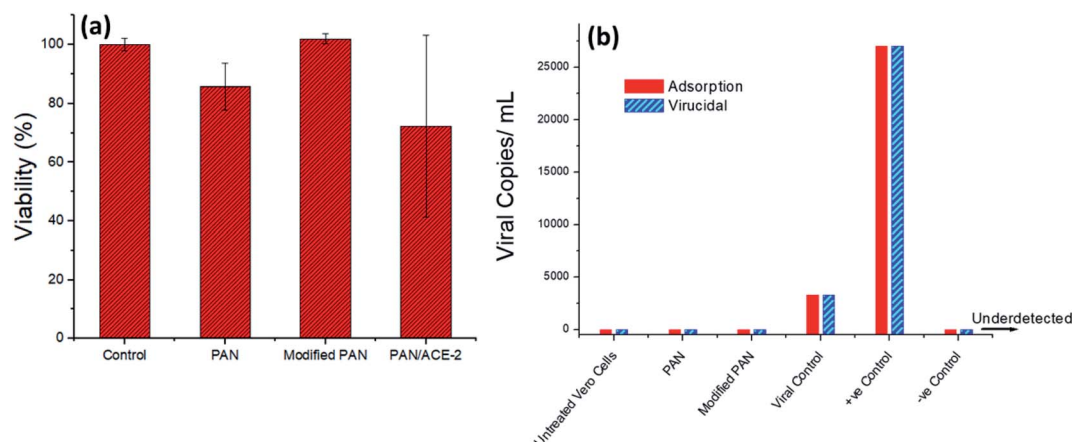 (a)
Viability (%)
100
80
60
40
20
0
Control
PAN
Modified PAN
PAN/ACE-2
(b)
Viral Copies/ mL
Adsorption
Virucidal
25000
20000
15000
10000
5000
0
Underdetected
Untreated Vero Cells
PAN
Modified PAN
Viral Control
+ve Control
-ve Control